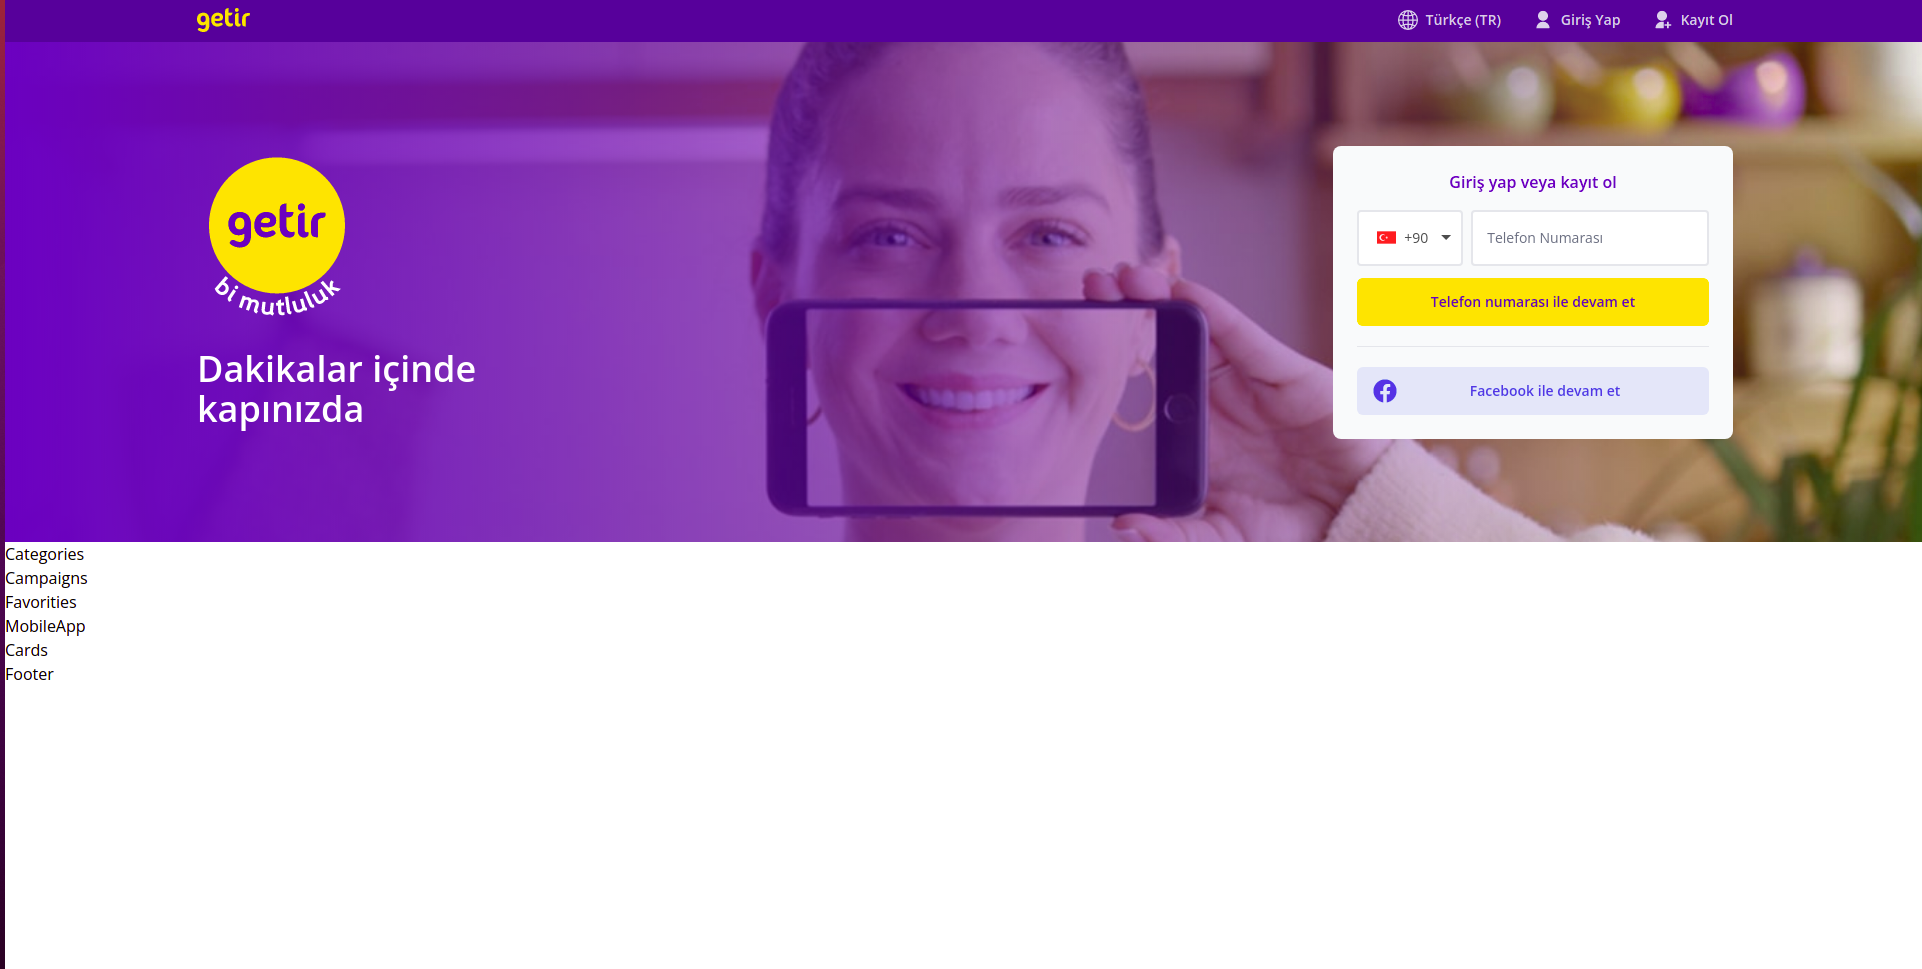 getir
Türkçe (TR)
Giriş Yap
Kayıt Ol
getir
bi mutluluk
Dakikalar içinde
kapınızda
Giriş yap veya kayıt ol
+90
Telefon Numarası
Telefon numarası ile devam et
Facebook ile devam et
Categories
Campaigns
Favorities
MobileApp
Cards
Footer